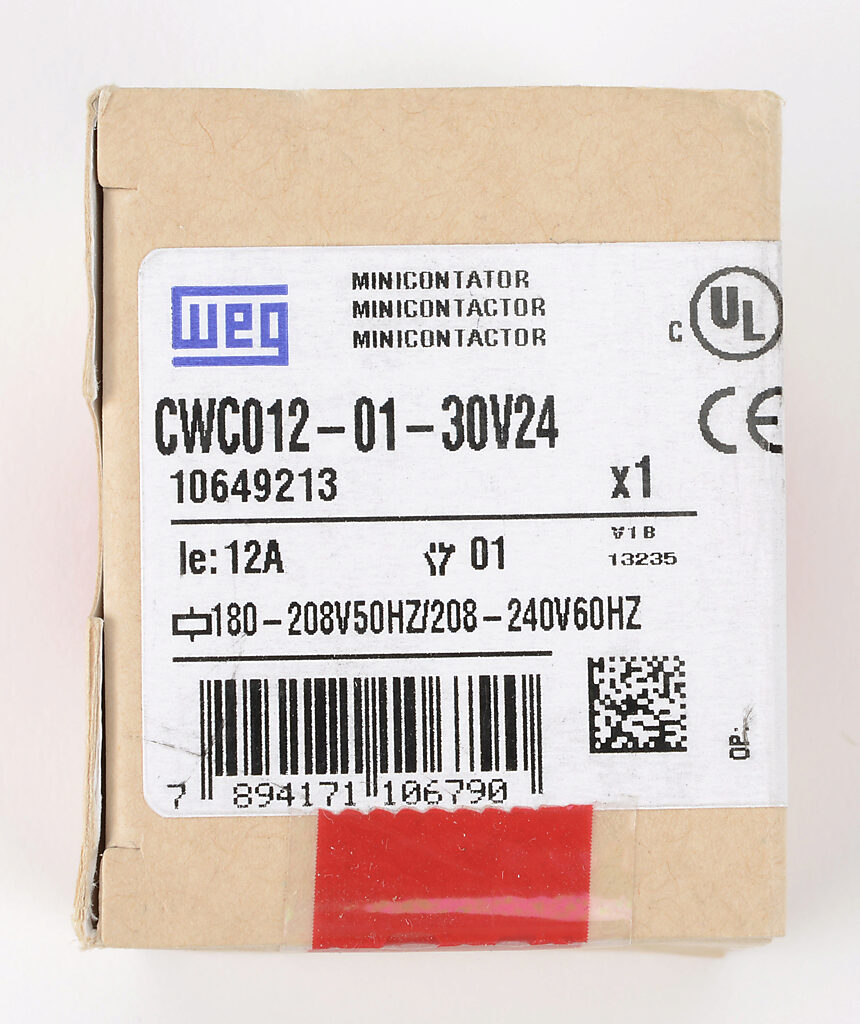 weg
MINICONTATOR
MINICONTACTOR
MINICONTACTOR
C UL
CE
CWC012-01-30V24
10649213
x1
Ie: 12A
01
A1B
13235
180-208V50HZ/208-240V60HZ
7 894171 106790
OP.: